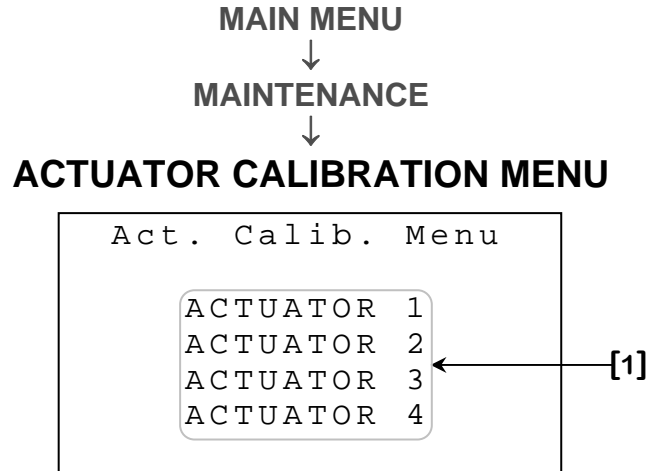 MAIN MENU
↓
MAINTENANCE
↓
ACTUATOR CALIBRATION MENU
Act. Calib. Menu
ACTUATOR 1
ACTUATOR 2
ACTUATOR 3
ACTUATOR 4
[1]